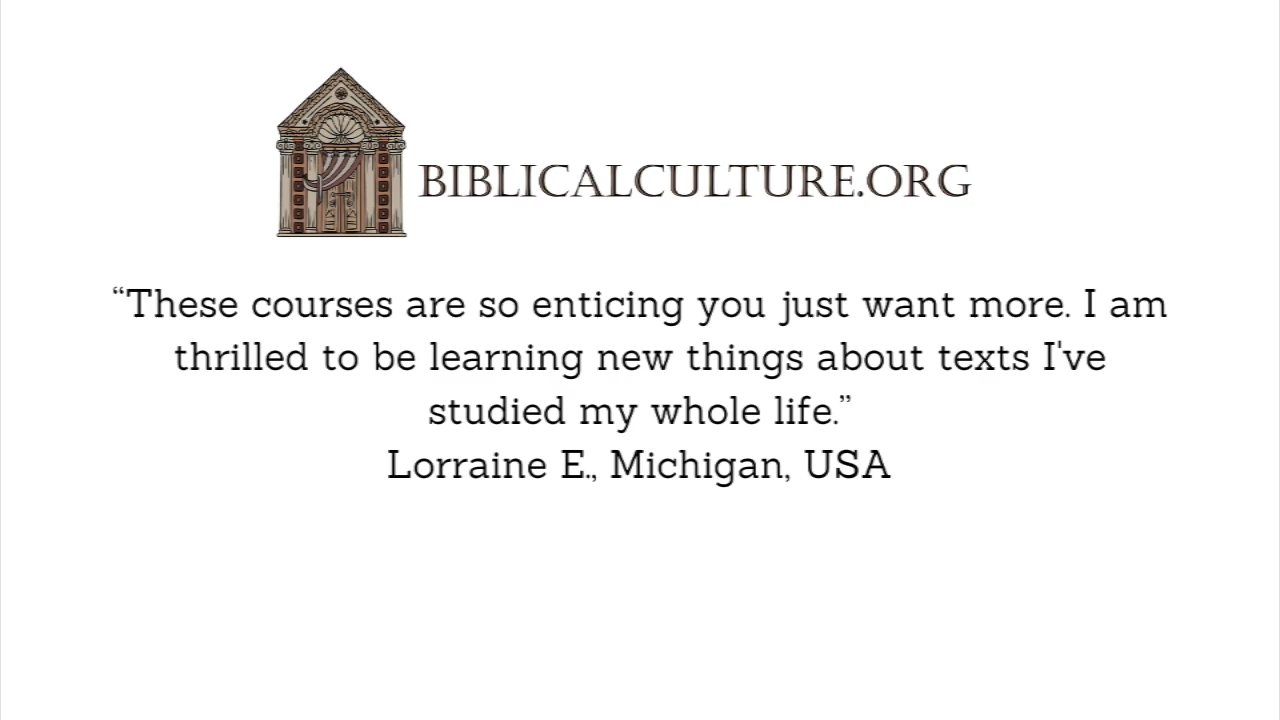 BIBLICALCULTURE.ORG
“These courses are so enticing you just want more. I am
thrilled to be learning new things about texts I've
studied my whole life.”
Lorraine E., Michigan, USA